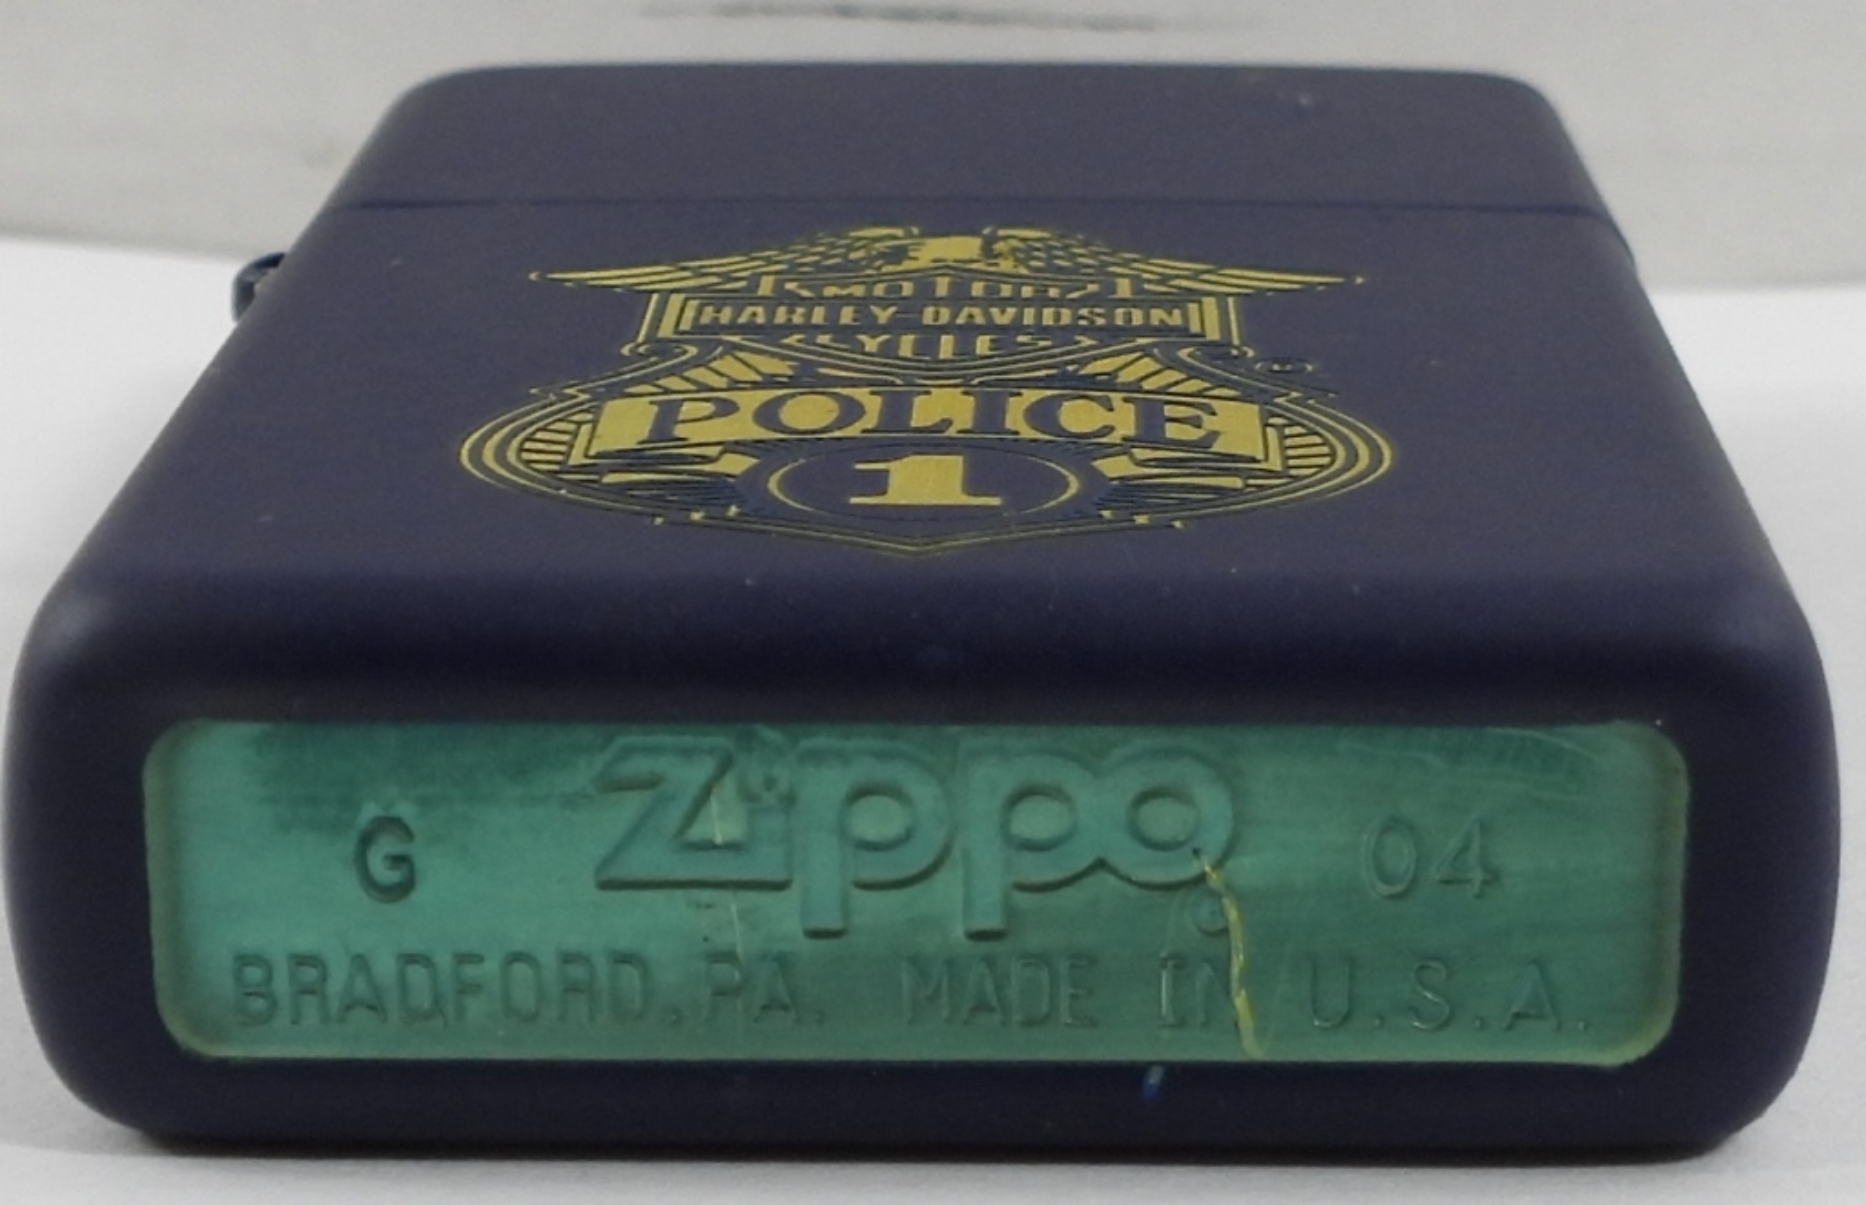 MOTOR
HARLEY-DAVIDSON
CYCLES
®
POLICE
1
G Zippo 04
®
BRADFORD, PA. MADE IN U.S.A.